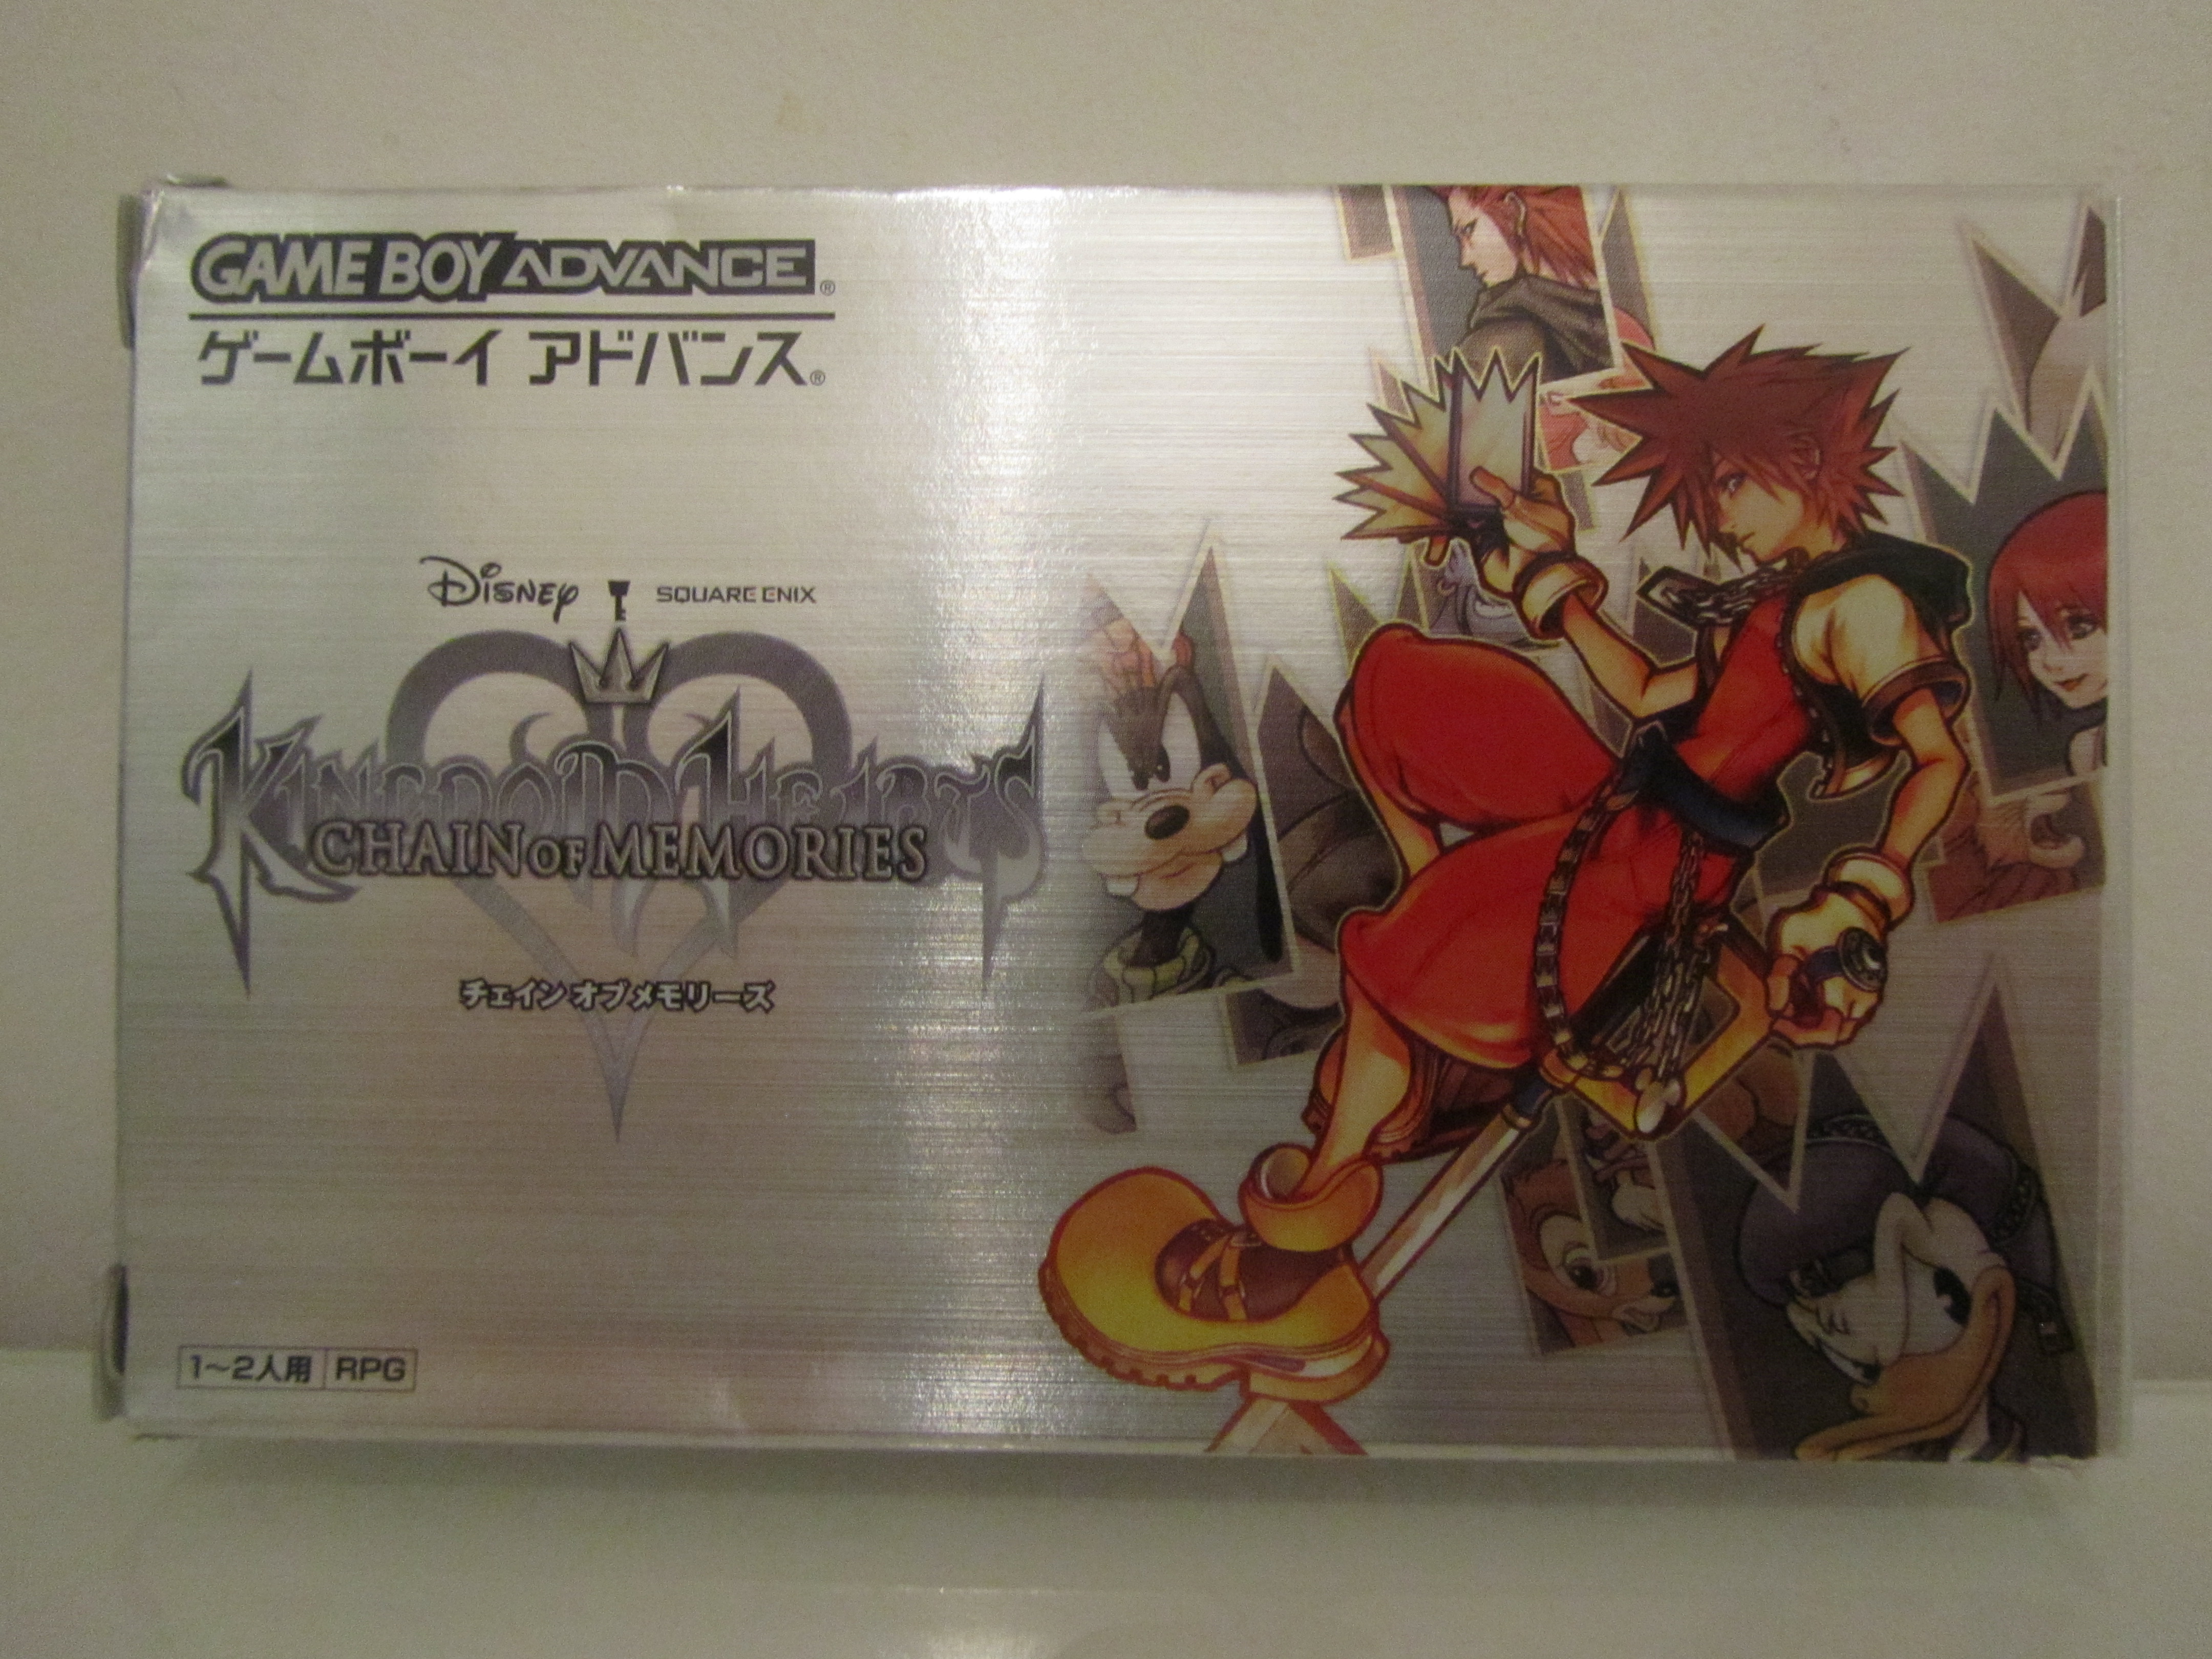 GAME BOY ADVANCE®
ゲームボーイ アドバンス®
Disney SQUARE ENIX
KINGDOM HEARTS
CHAIN OF MEMORIES
チェイン オブ メモリーズ
1～2人用 RPG